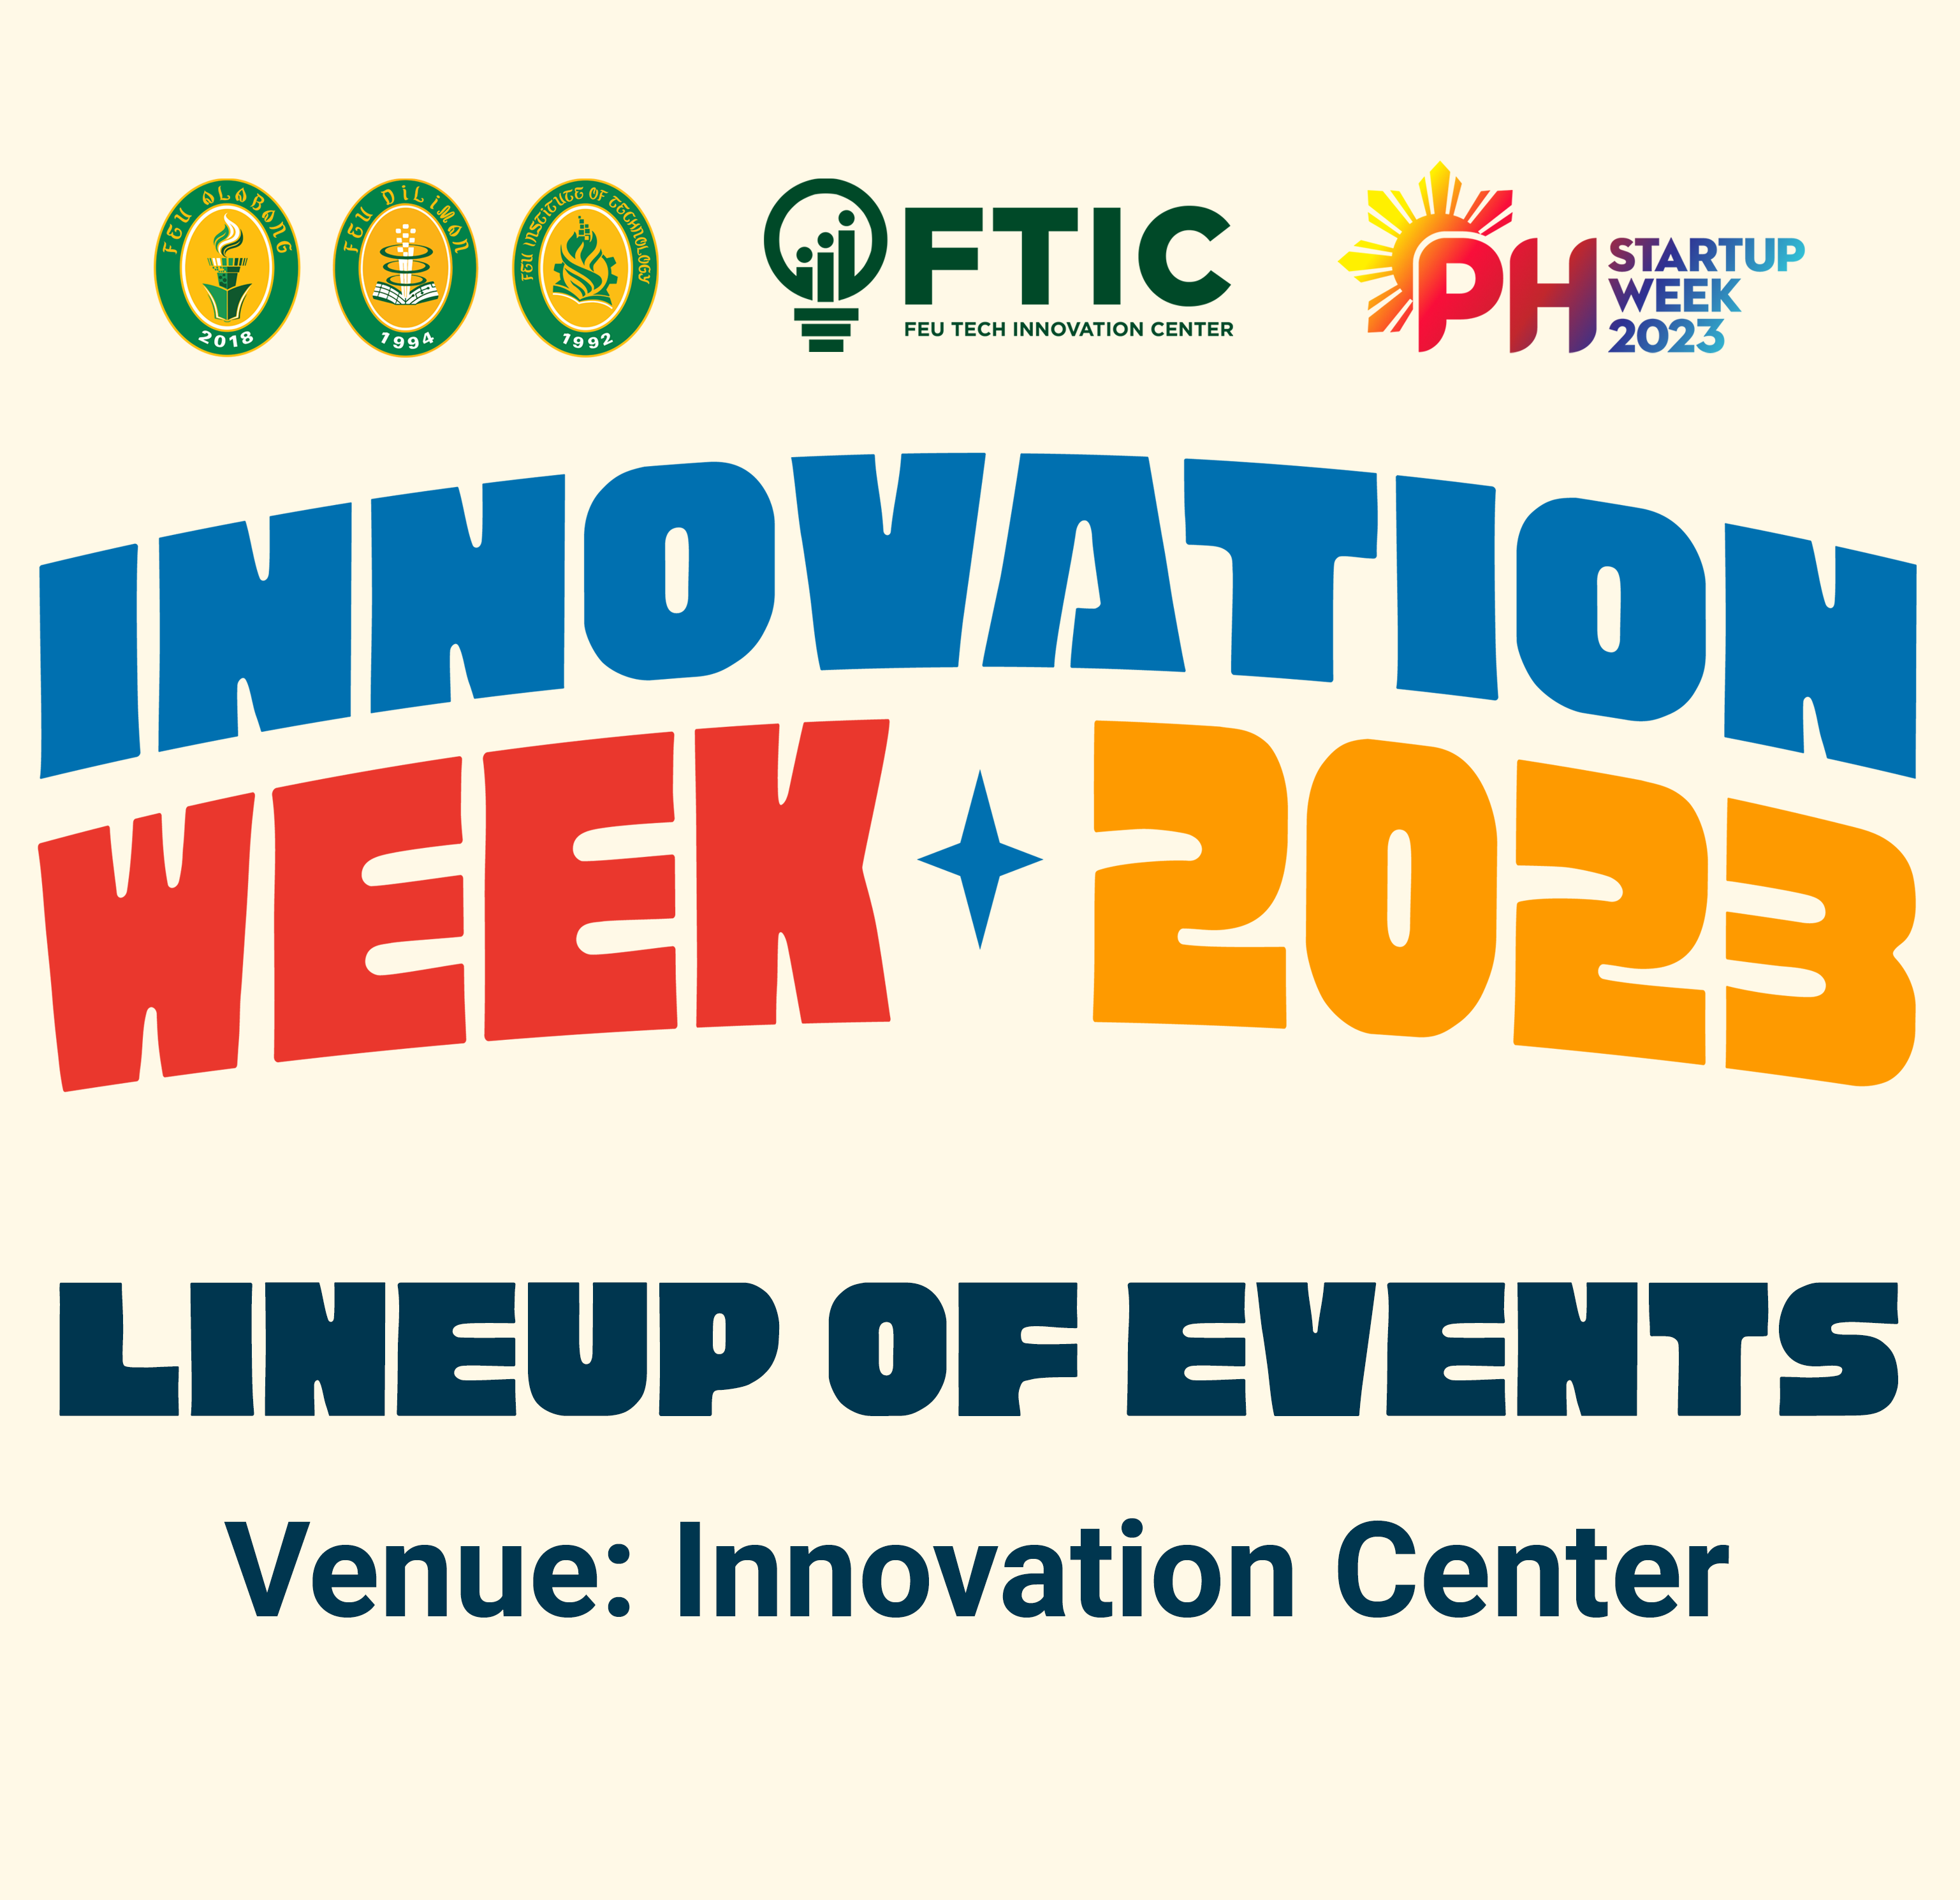 FEU ALABANG
2018
FEU DILIMAN
1994
FEU INSTITUTE OF TECHNOLOGY
1992
FTIC
FEU TECH INNOVATION CENTER
PH
STARTUP
WEEK
2023
INNOVATION
WEEK 2023
LINEUP OF EVENTS
Venue: Innovation Center